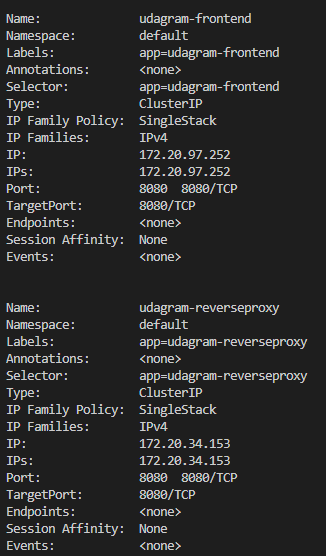 Name: udagram-frontend
Namespace: default
Labels: app=udagram-frontend
Annotations: <none>
Selector: app=udagram-frontend
Type: ClusterIP
IP Family Policy: SingleStack
IP Families: IPv4
IP: 172.20.97.252
IPs: 172.20.97.252
Port: 8080 8080/TCP
TargetPort: 8080/TCP
Endpoints: <none>
Session Affinity: None
Events: <none>
Name: udagram-reverseproxy
Namespace: default
Labels: app=udagram-reverseproxy
Annotations: <none>
Selector: app=udagram-reverseproxy
Type: ClusterIP
IP Family Policy: SingleStack
IP Families: IPv4
IP: 172.20.34.153
IPs: 172.20.34.153
Port: 8080 8080/TCP
TargetPort: 8080/TCP
Endpoints: <none>
Session Affinity: None
Events: <none>